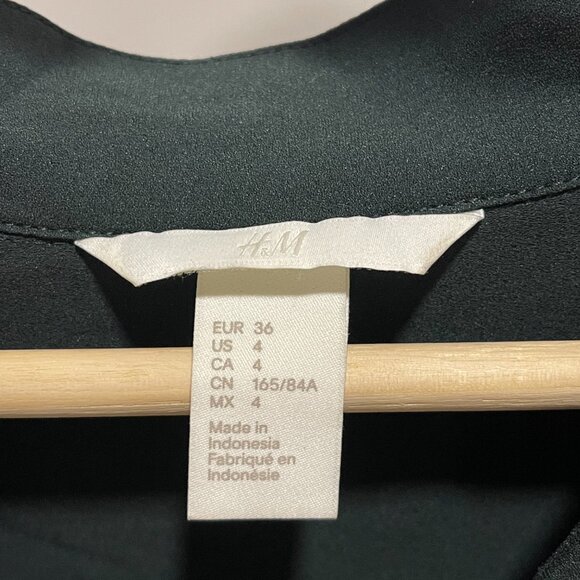 H&M
EUR 36
US 4
CA 4
CN 165/84A
MX 4
Made in
Indonesia
Fabriqué en
Indonésie